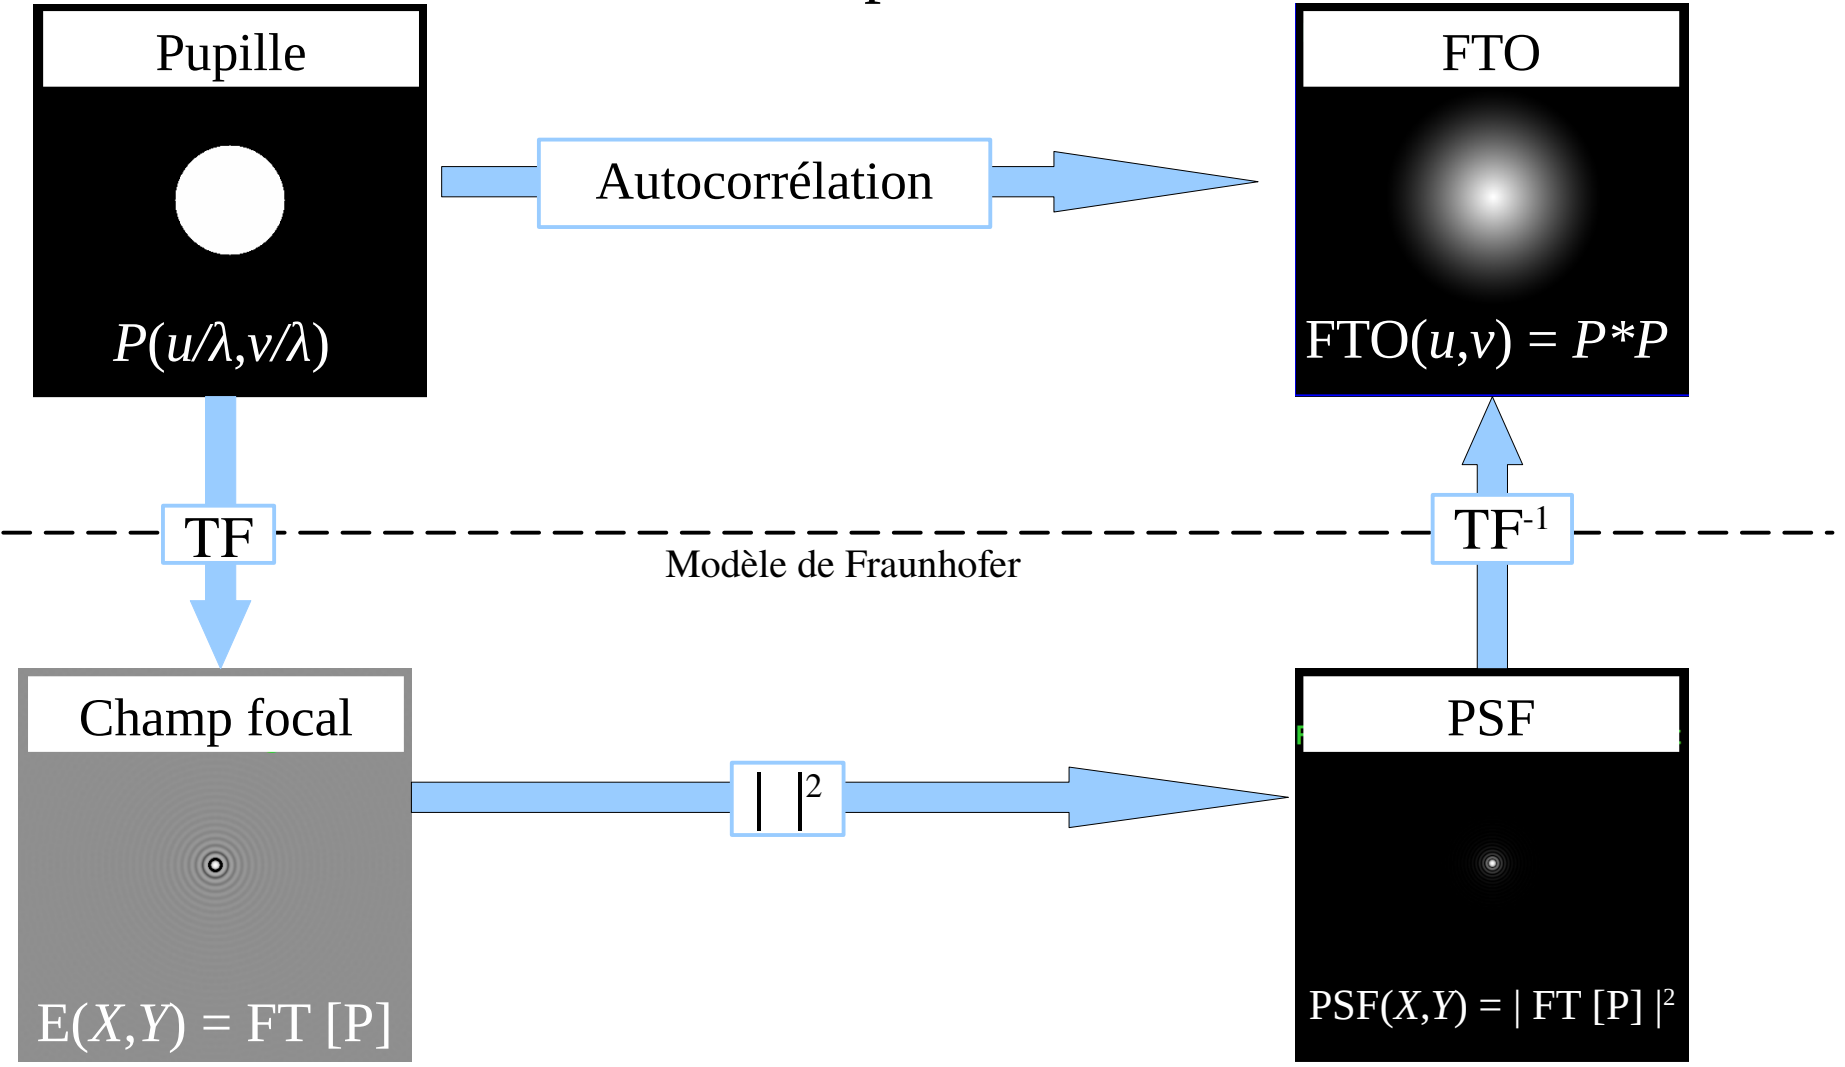 Pupille
FTO
Autocorrélation
P(u/λ,v/λ)
FTO(u,v) = P*P
TF
TF-1
Modèle de Fraunhofer
Champ focal
PSF
| |2
E(X,Y) = FT [P]
PSF(X,Y) = | FT [P] |2